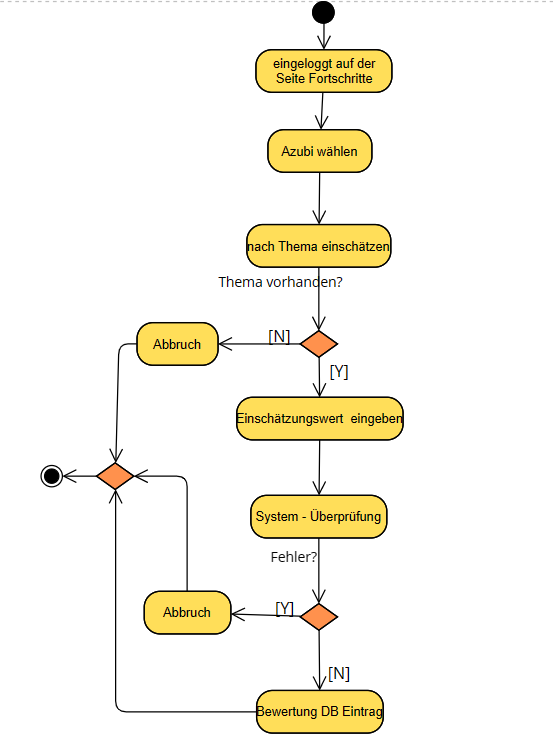 eingeloggt auf der
Seite Fortschritte
Azubi wählen
nach Thema einschätzen
Thema vorhanden?
[N]
Abbruch
[Y]
Einschätzungswert  eingeben
System - Überprüfung
Fehler?
[Y]
Abbruch
[N]
Bewertung DB Eintrag